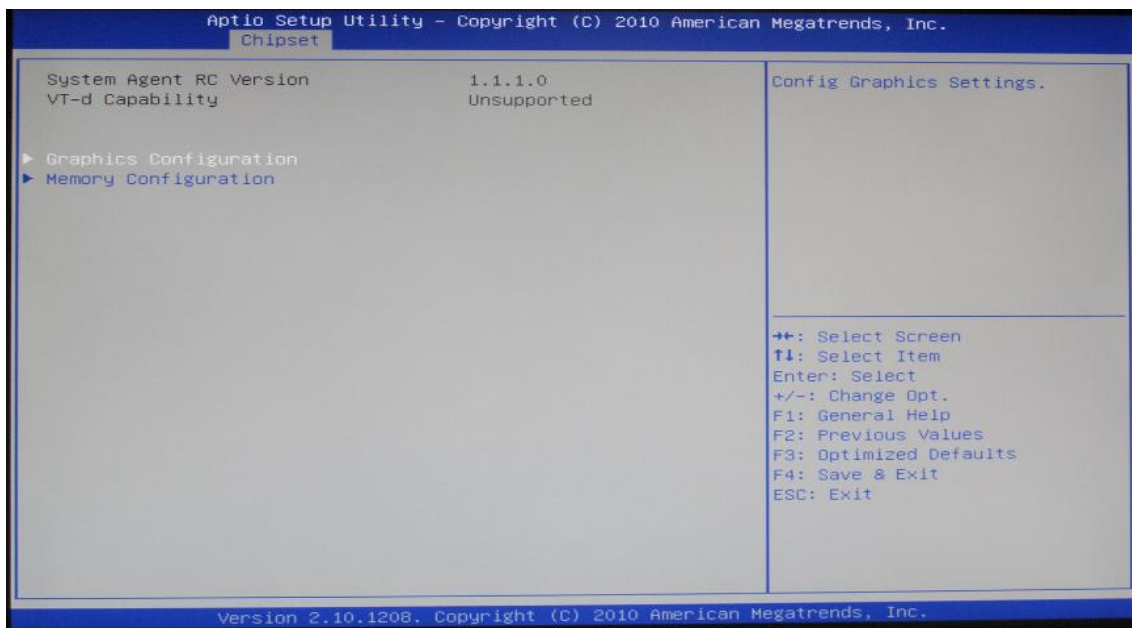 Aptio Setup Utility – Copyright (C) 2010 American Megatrends, Inc.
Chipset
System Agent RC Version 1.1.1.0
VT-d Capability Unsupported
► Graphics Configuration
► Memory Configuration
Config Graphics Settings.
→←: Select Screen
↑↓: Select Item
Enter: Select
+/-: Change Opt.
F1: General Help
F2: Previous Values
F3: Optimized Defaults
F4: Save & Exit
ESC: Exit
Version 2.10.1208. Copyright (C) 2010 American Megatrends, Inc.